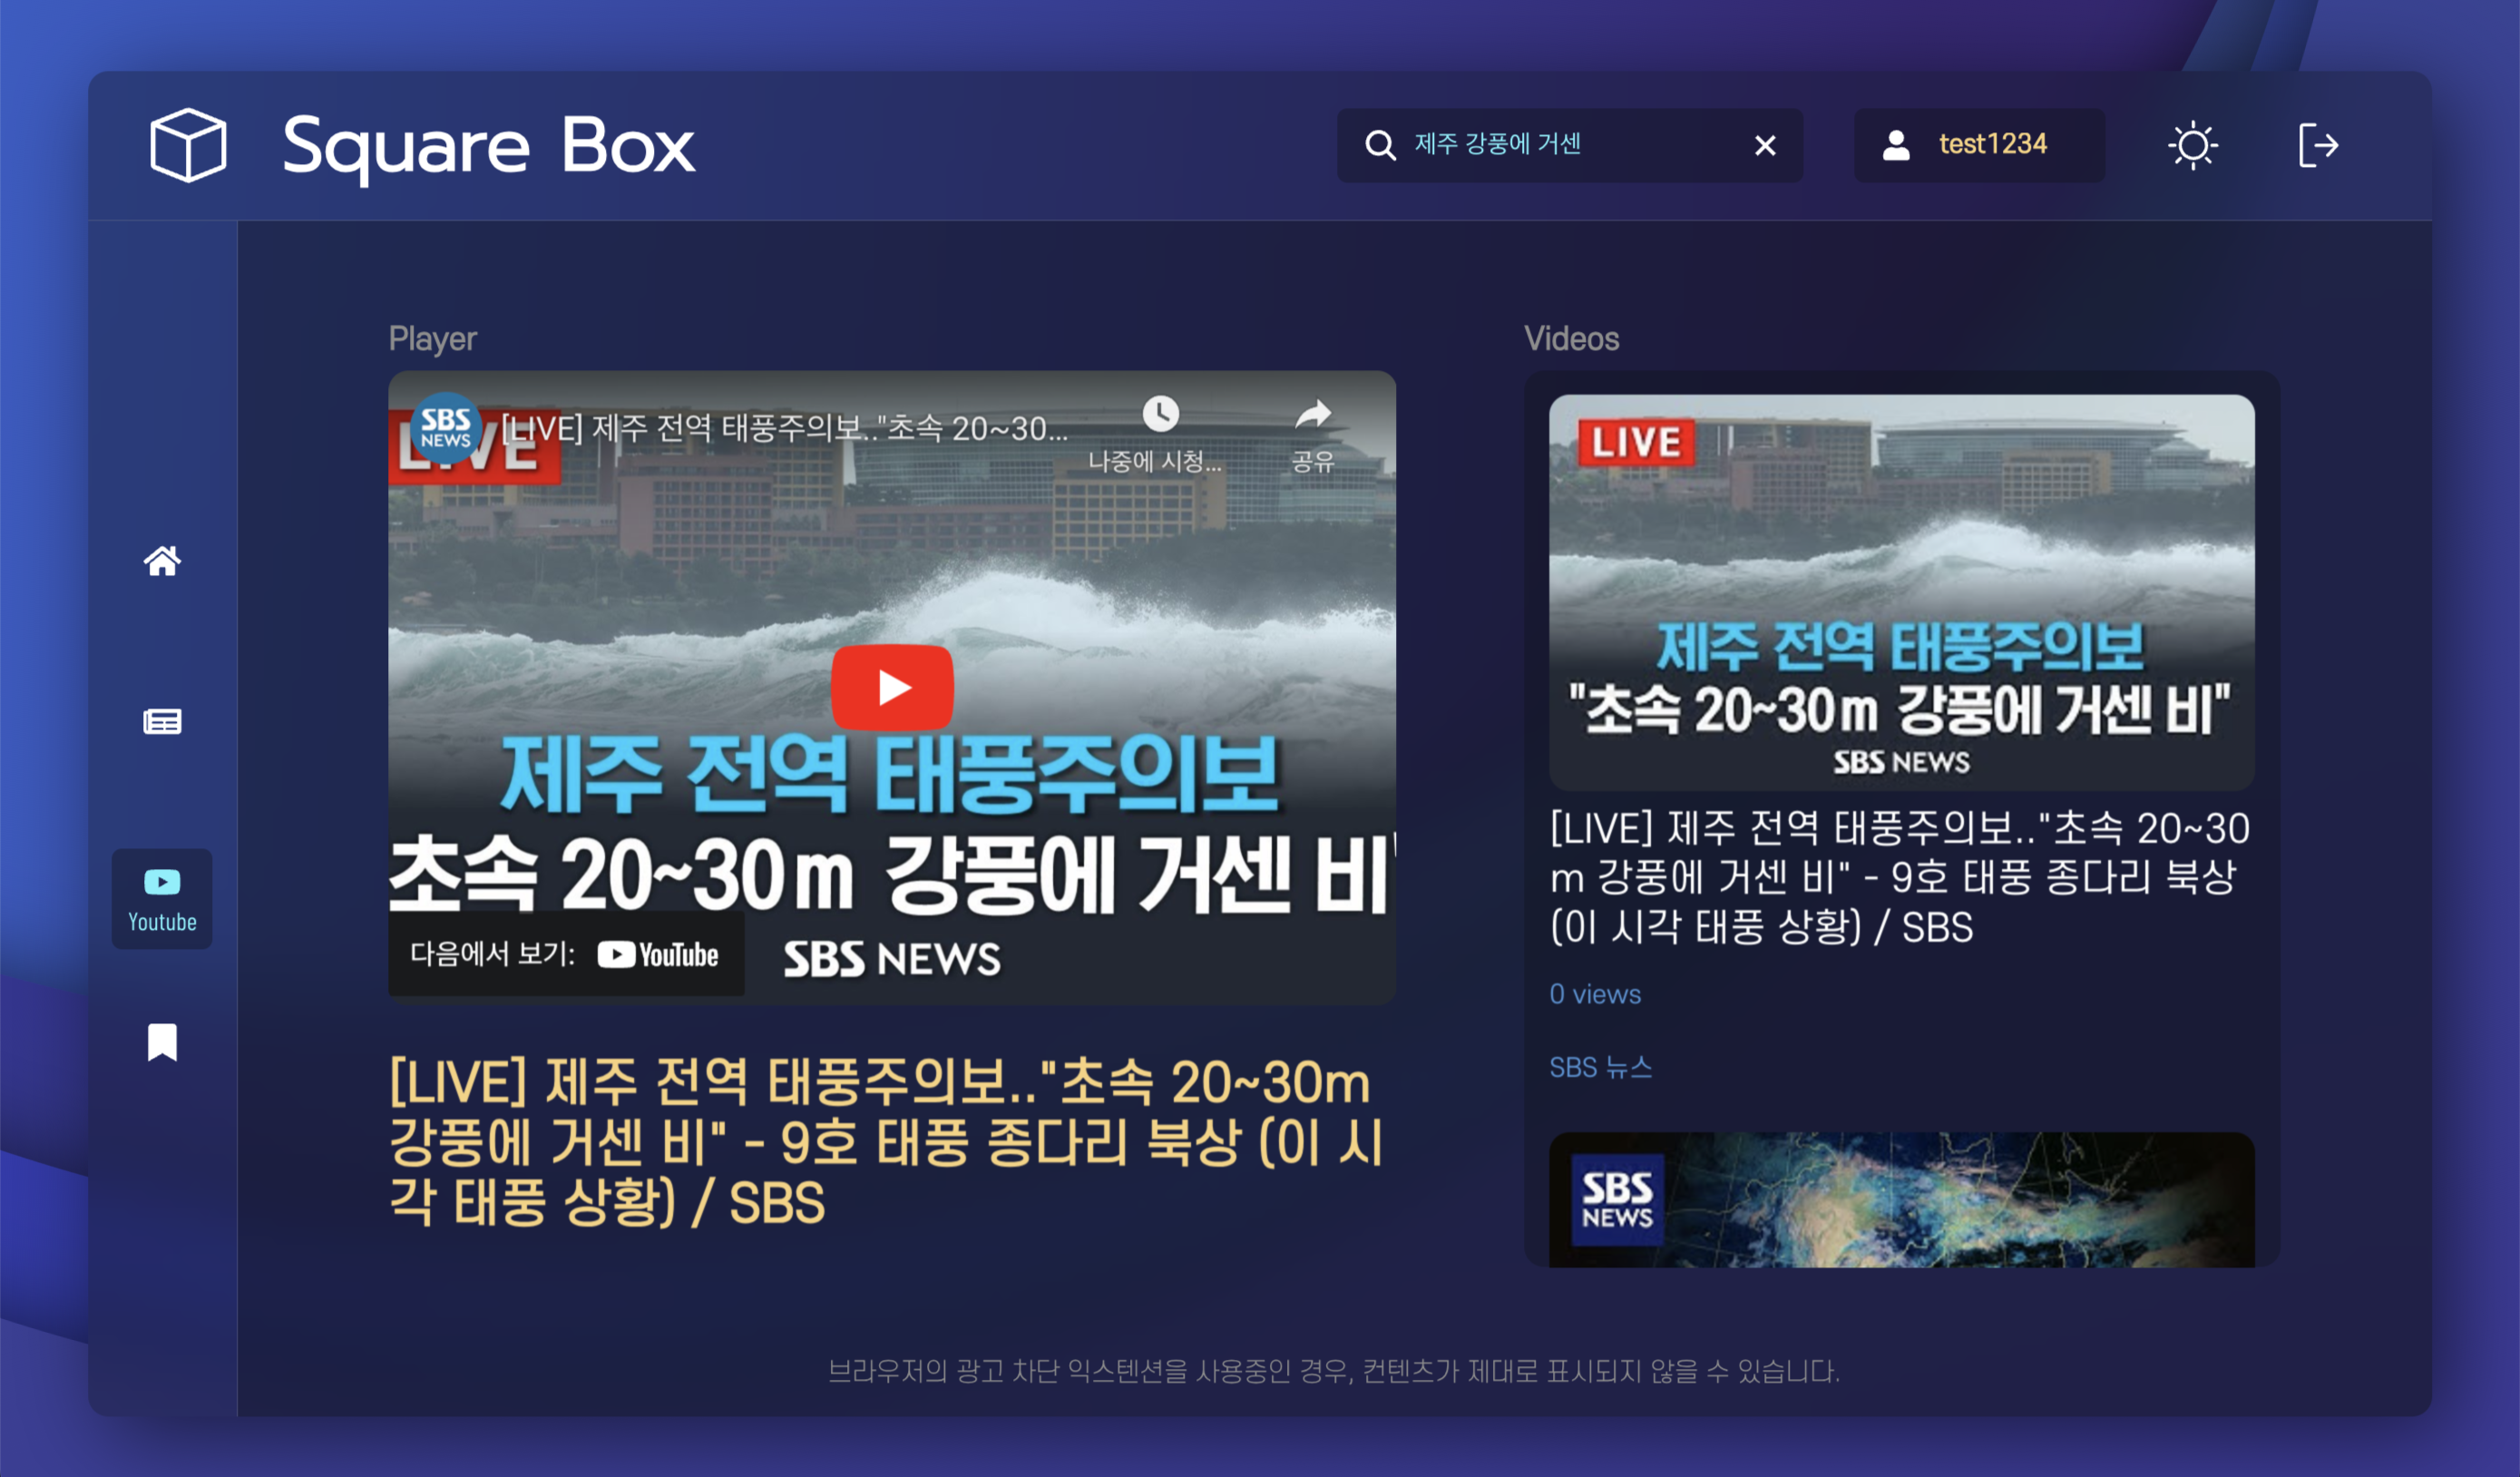 Square Box
제주 강풍에 거센
test1234
Player
Videos
LIVE
SBS
NEWS
[LIVE] 제주 전역 태풍주의보.."초속 20~30...
나중에 시청...
공유
제주 전역 태풍주의보
초속 20~30m 강풍에 거센 비"
다음에서 보기: YouTube
SBS NEWS
[LIVE] 제주 전역 태풍주의보.."초속 20~30m
강풍에 거센 비" - 9호 태풍 종다리 북상 (이 시
각 태풍 상황) / SBS
LIVE
제주 전역 태풍주의보
"초속 20~30m 강풍에 거센 비"
SBS NEWS
[LIVE] 제주 전역 태풍주의보.."초속 20~30
m 강풍에 거센 비" - 9호 태풍 종다리 북상
(이 시각 태풍 상황) / SBS
0 views
SBS 뉴스
SBS
NEWS
Youtube
브라우저의 광고 차단 익스텐션을 사용중인 경우, 컨텐츠가 제대로 표시되지 않을 수 있습니다.